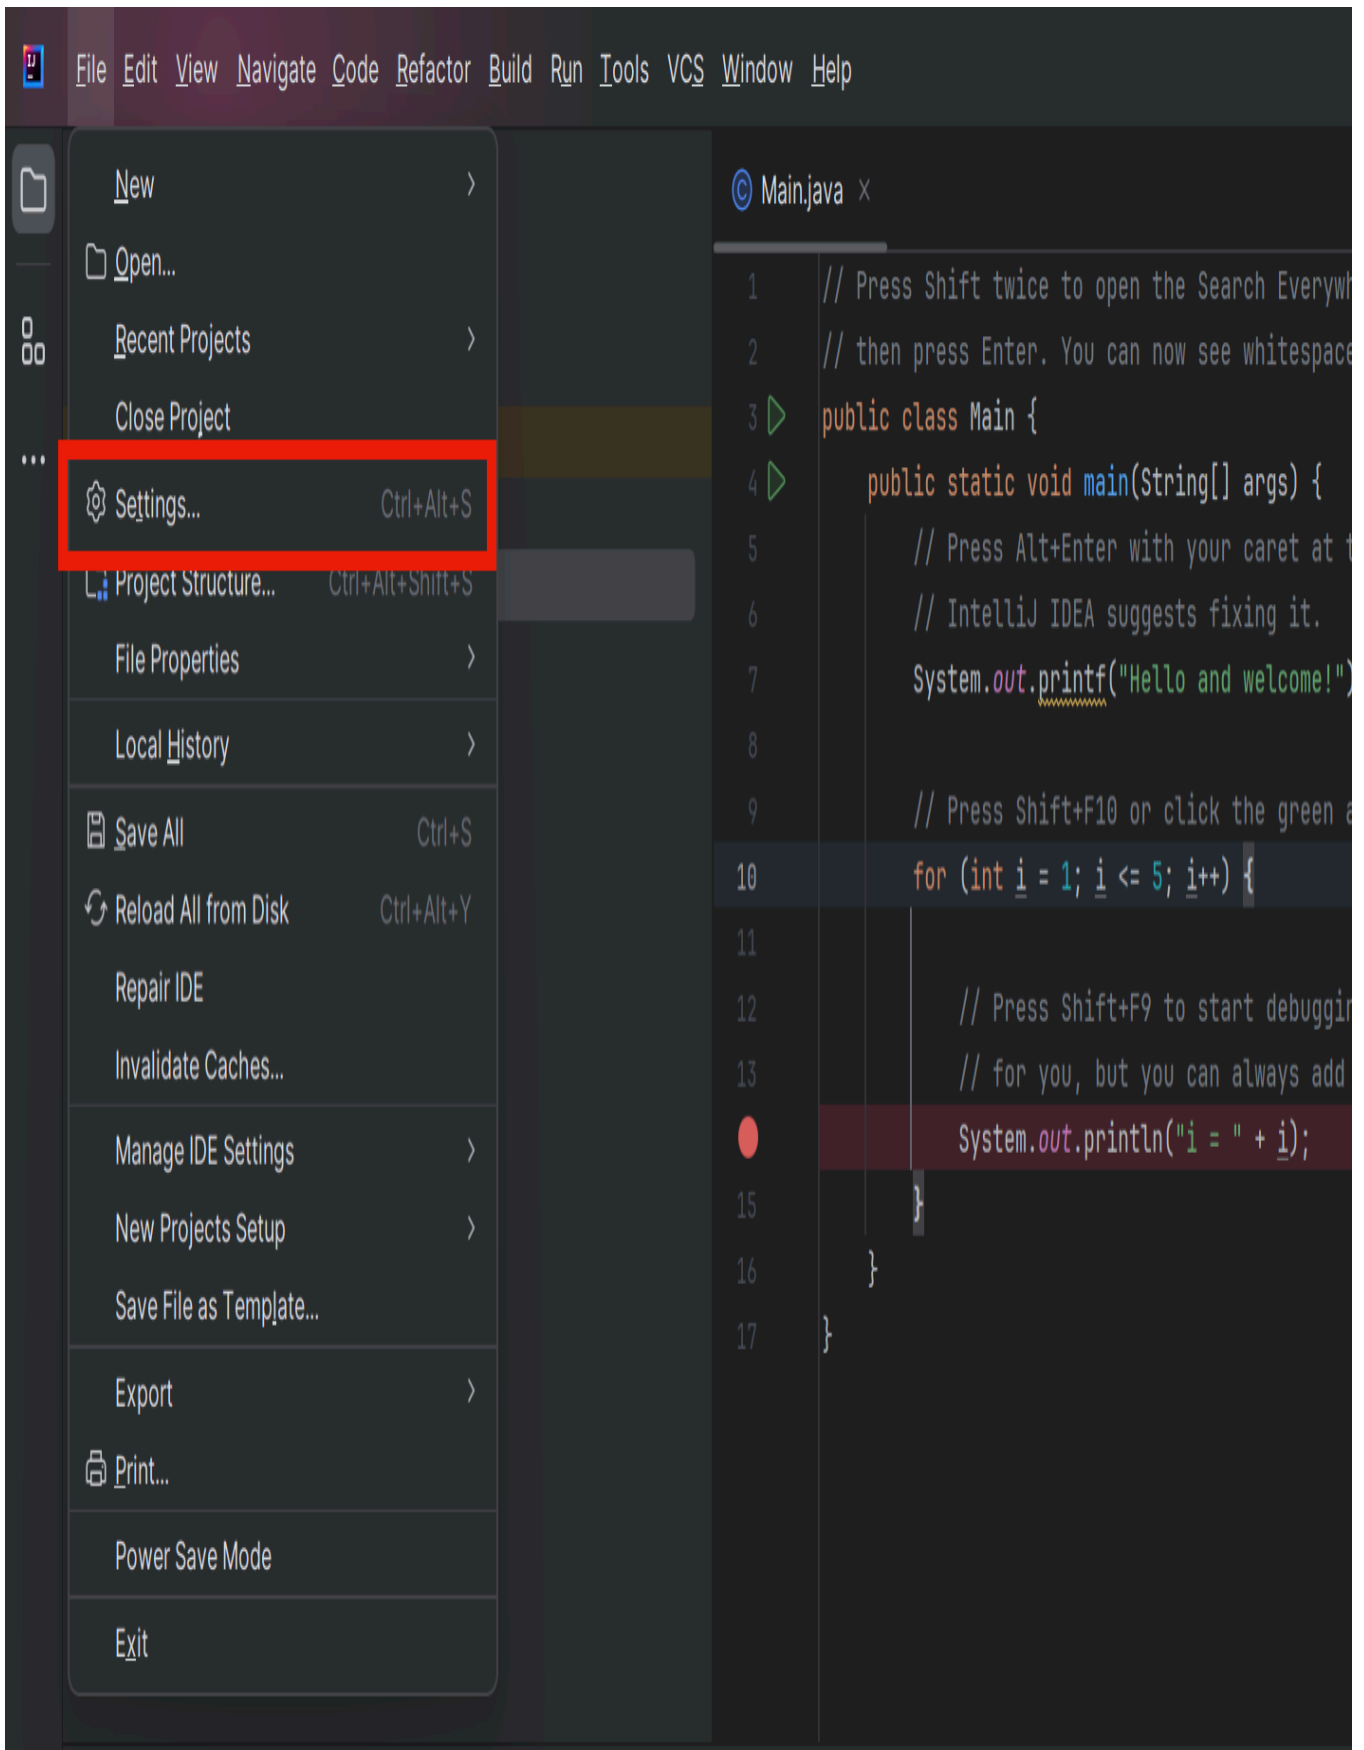 File Edit View Navigate Code Refactor Build Run Tools VCS Window Help
New
Open...
Recent Projects
Close Project
Settings... Ctrl+Alt+S
Project Structure... Ctrl+Alt+Shift+S
File Properties
Local History
Save All Ctrl+S
Reload All from Disk Ctrl+Alt+Y
Repair IDE
Invalidate Caches...
Manage IDE Settings
New Projects Setup
Save File as Template...
Export
Print...
Power Save Mode
Exit
Main.java
1 // Press Shift twice to open the Search
2 // then press Enter. You can now see whitespace
3 public class Main {
4 public static void main(String[] args) {
5 // Press Alt+Enter with your caret at
6 // IntelliJ IDEA suggests fixing it.
7 System.out.printf("Hello and welcome!")
8
9 // Press Shift+F10 or click the green
10 for (int i = 1; i <= 5; i++) {
11
12 // Press Shift+F9 to start
13 // for you, but you can always add
System.out.println("i = " + i);
15 }
16 }
17 }